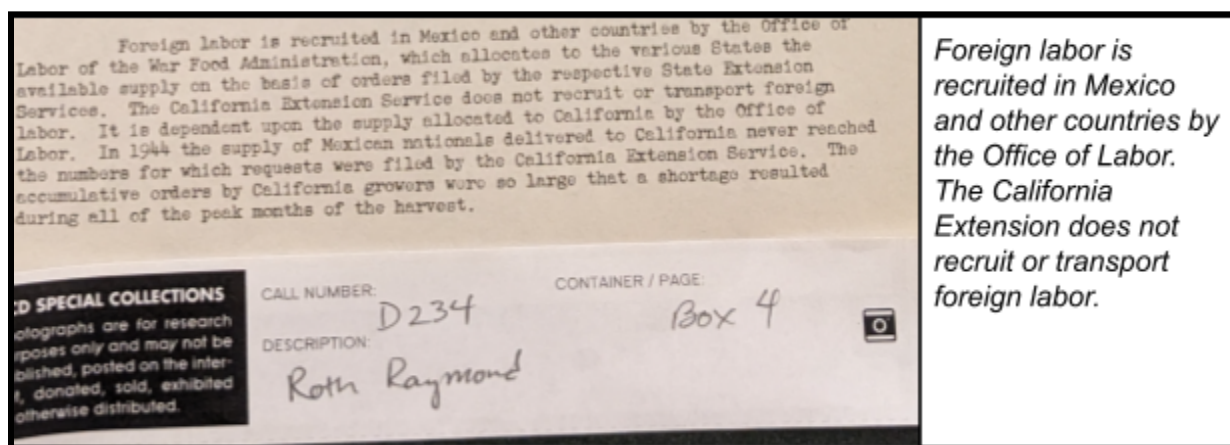 Foreign labor is recruited in Mexico and other countries by the Office of
Labor of the War Food Administration, which allocates to the various States the
available supply on the basis of orders filed by the respective State Extension
Services. The California Extension Service does not recruit or transport foreign
labor. It is dependent upon the supply allocated to California by the Office of
Labor. In 1944 the supply of Mexican nationals delivered to California never reached
the numbers for which requests were filed by the California Extension Service. The
accumulative orders by California growers were so large that a shortage resulted
during all of the peak months of the harvest.
D SPECIAL COLLECTIONS
otographs are for research
rposes only and may not be
blished, posted on the inter-
t, donated, sold, exhibited
otherwise distributed.
CALL NUMBER:
D234
CONTAINER / PAGE:
Box 4
DESCRIPTION:
Roth Raymond
Foreign labor is
recruited in Mexico
and other countries by
the Office of Labor.
The California
Extension does not
recruit or transport
foreign labor.